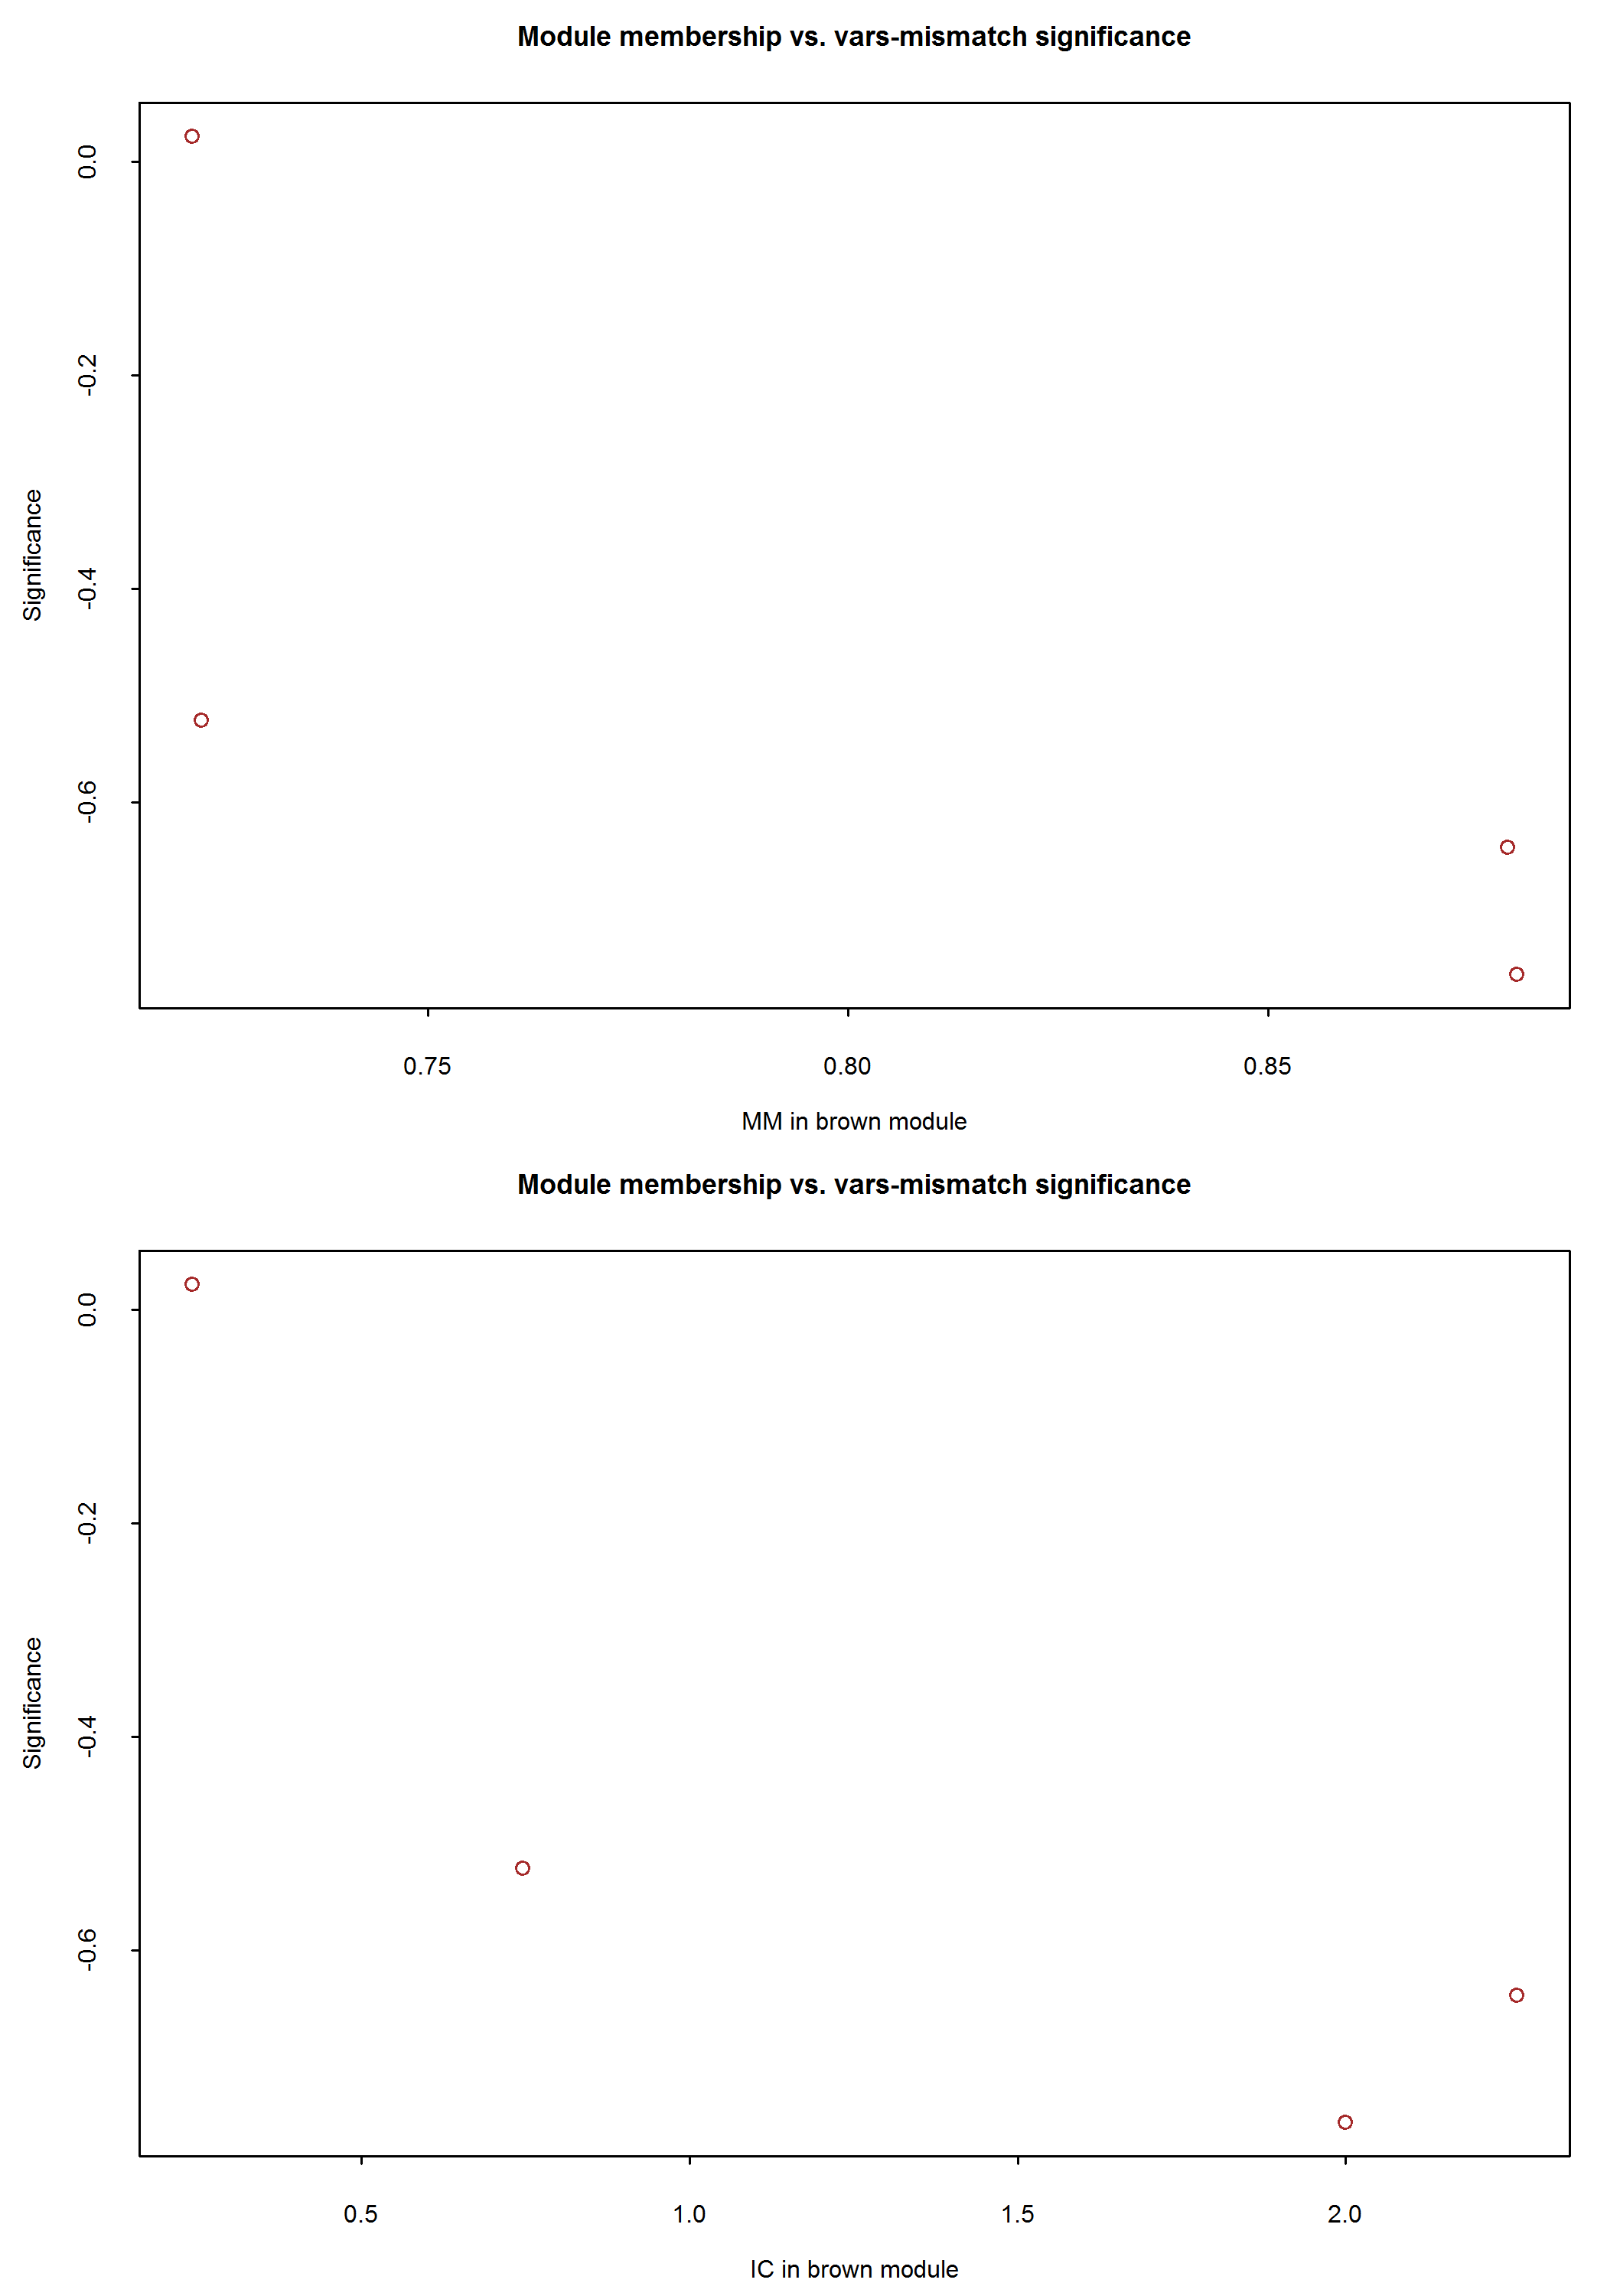 Module membership vs. vars-mismatch significance
0.0
-0.2
-0.4
-0.6
Significance
0.75 0.80 0.85
MM in brown module
Module membership vs. vars-mismatch significance
0.0
-0.2
-0.4
-0.6
Significance
0.5 1.0 1.5 2.0
IC in brown module